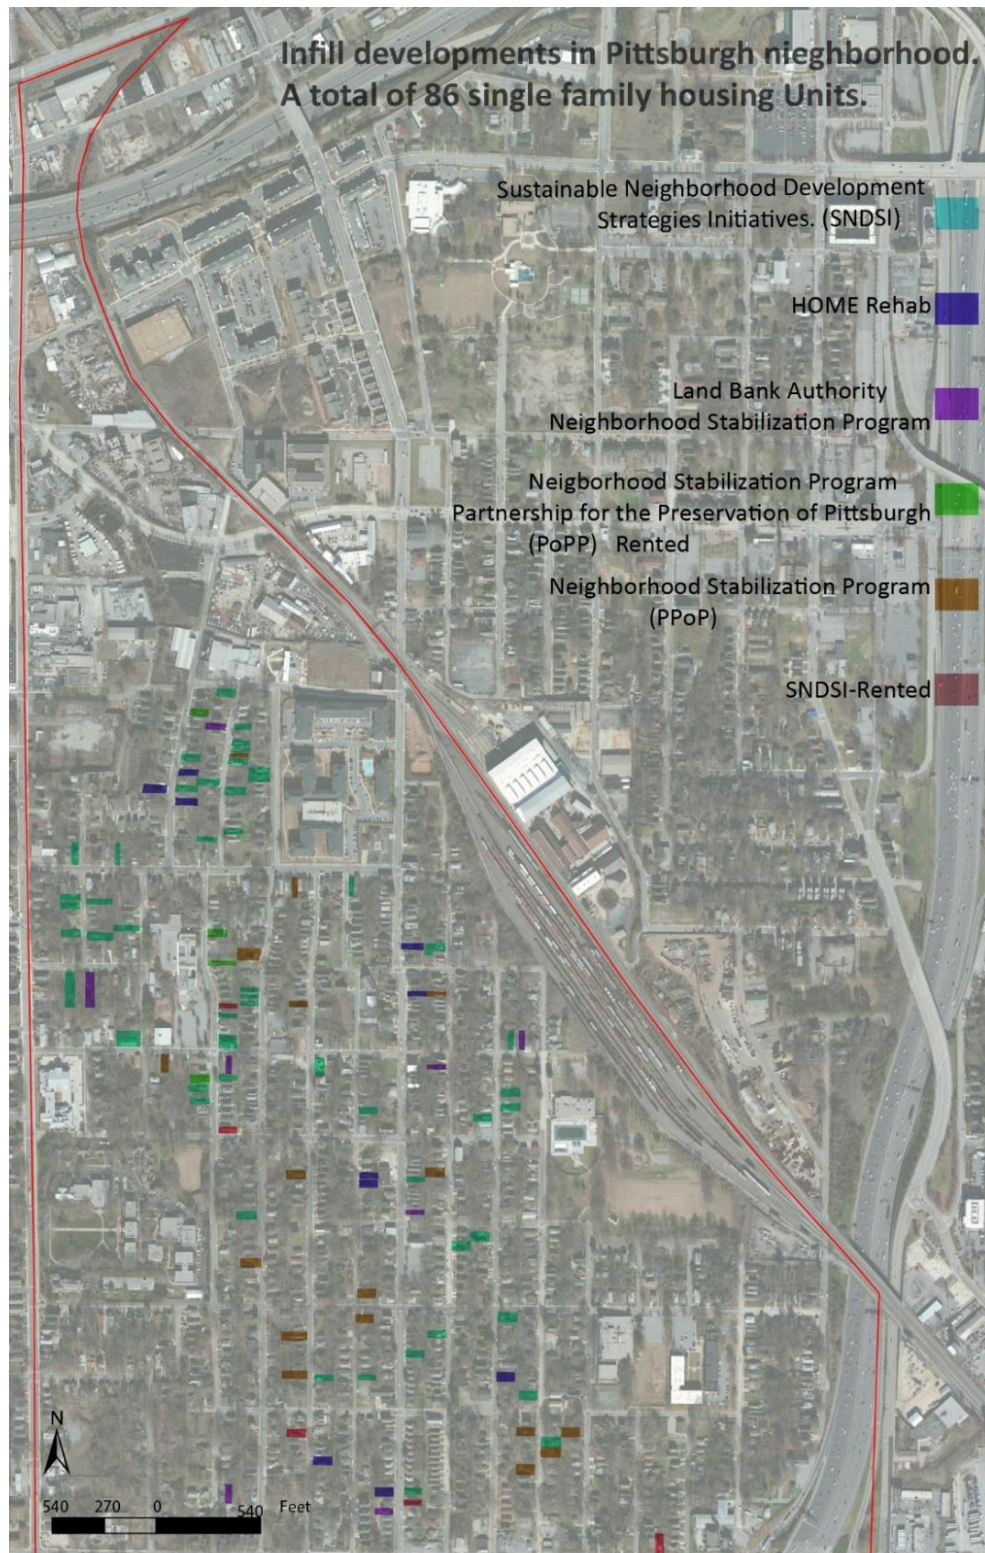 Infill developments in Pittsburgh nieghborhood.
A total of 86 single family housing Units.
Sustainable Neighborhood Development
Strategies Initiatives. (SNDSI)
HOME Rehab
Land Bank Authority
Neighborhood Stabilization Program
Neigborhood Stabilization Program
Partnership for the Preservation of Pittsburgh
(PoPP) Rented
Neighborhood Stabilization Program
(PPoP)
SNDSI-Rented
N
540 270 0 540 Feet